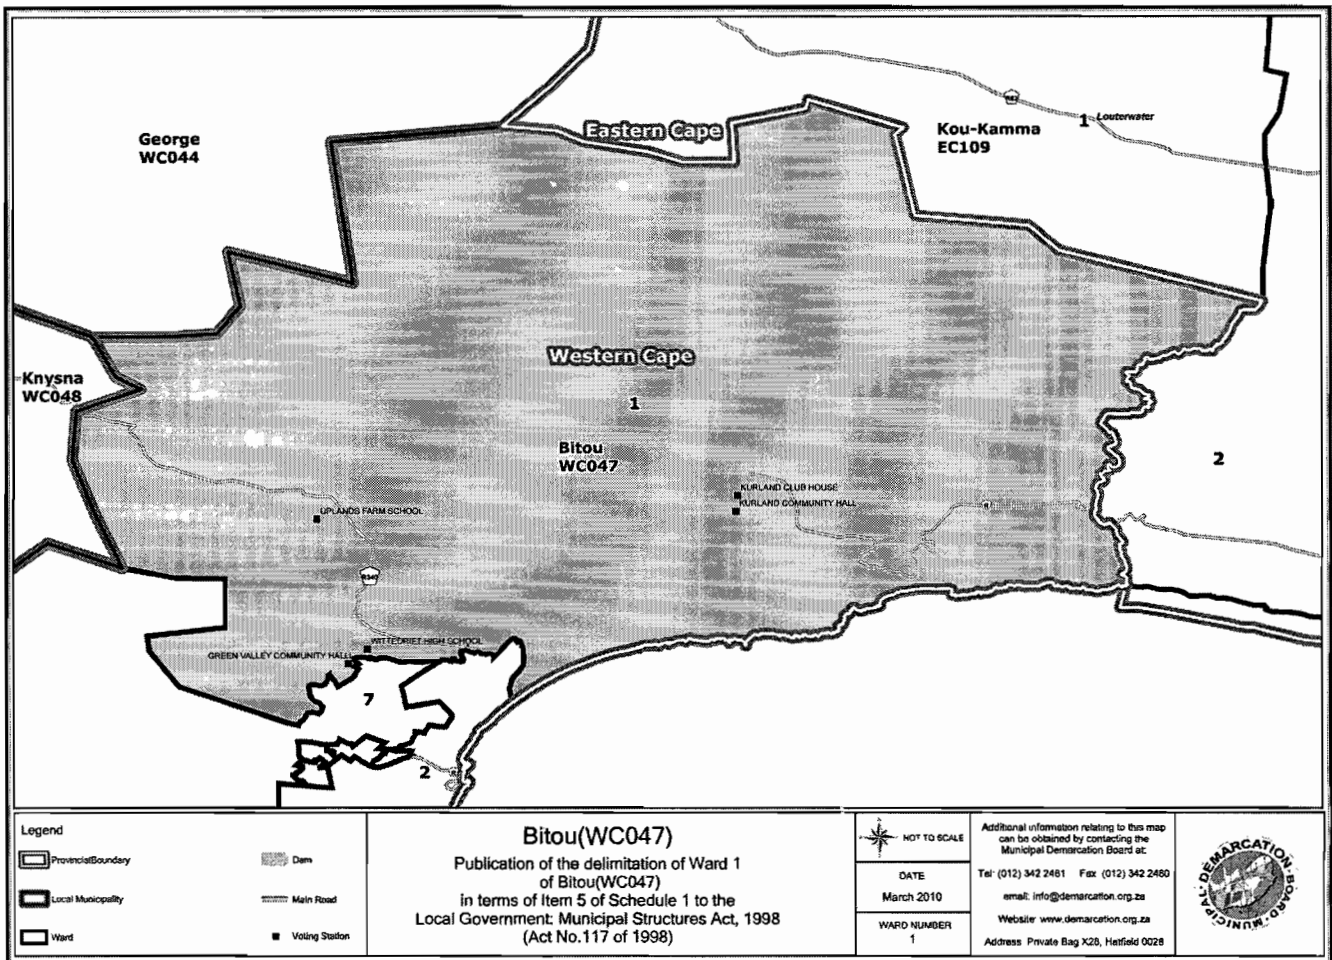 Eastern Cape
George
WC044
Kou-Kamma
EC109
1
Louterwater
Knysna
WC048
Western Cape
1
Bitou
WC047
2
KURLAND CLUB HOUSE
KURLAND COMMUNITY HALL
UPLANDS FARM SCHOOL
R340
WITTEDRIFT HIGH SCHOOL
GREEN VALLEY COMMUNITY HALL
7
2
Legend
ProvincialBoundary
Dam
Local Municipality
Main Road
Ward
Voting Station
Bitou(WC047)
Publication of the delimitation of Ward 1
of Bitou(WC047)
in terms of Item 5 of Schedule 1 to the
Local Government: Municipal Structures Act, 1998
(Act No.117 of 1998)
NOT TO SCALE
DATE
March 2010
WARD NUMBER
1
Additional information relating to this map
can be obtained by contacting the
Municipal Demarcation Board at:
Tel: (012) 342 2481 Fax (012) 342 2480
email: info@demarcation.org.za
Website: www.demarcation.org.za
Address Private Bag X28, Hatfield 0028
MUNICIPAL DEMARCATION BOARD